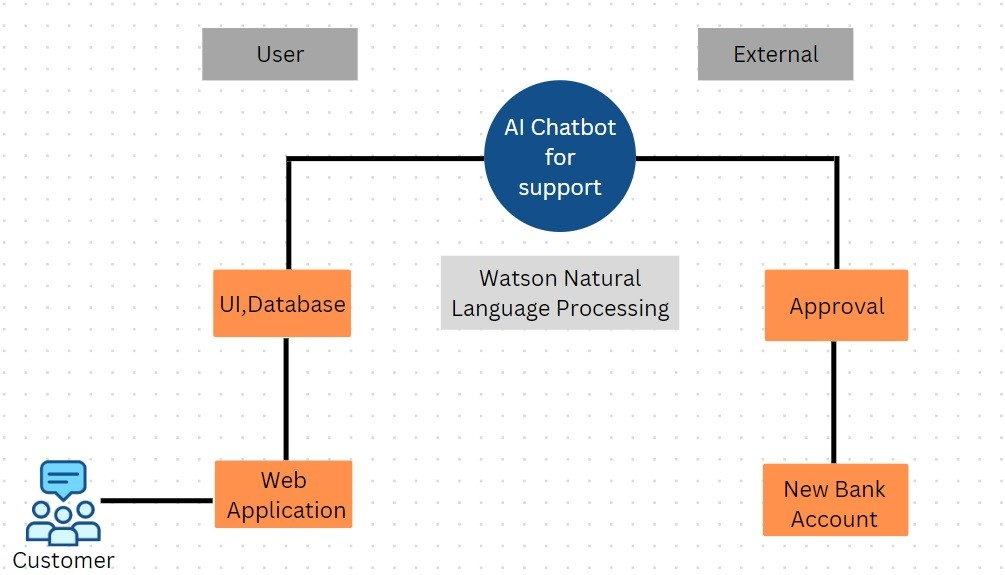 User
External
AI Chatbot
for
support
Watson Natural
Language Processing
UI,Database
Approval
Web
Application
New Bank
Account
Customer